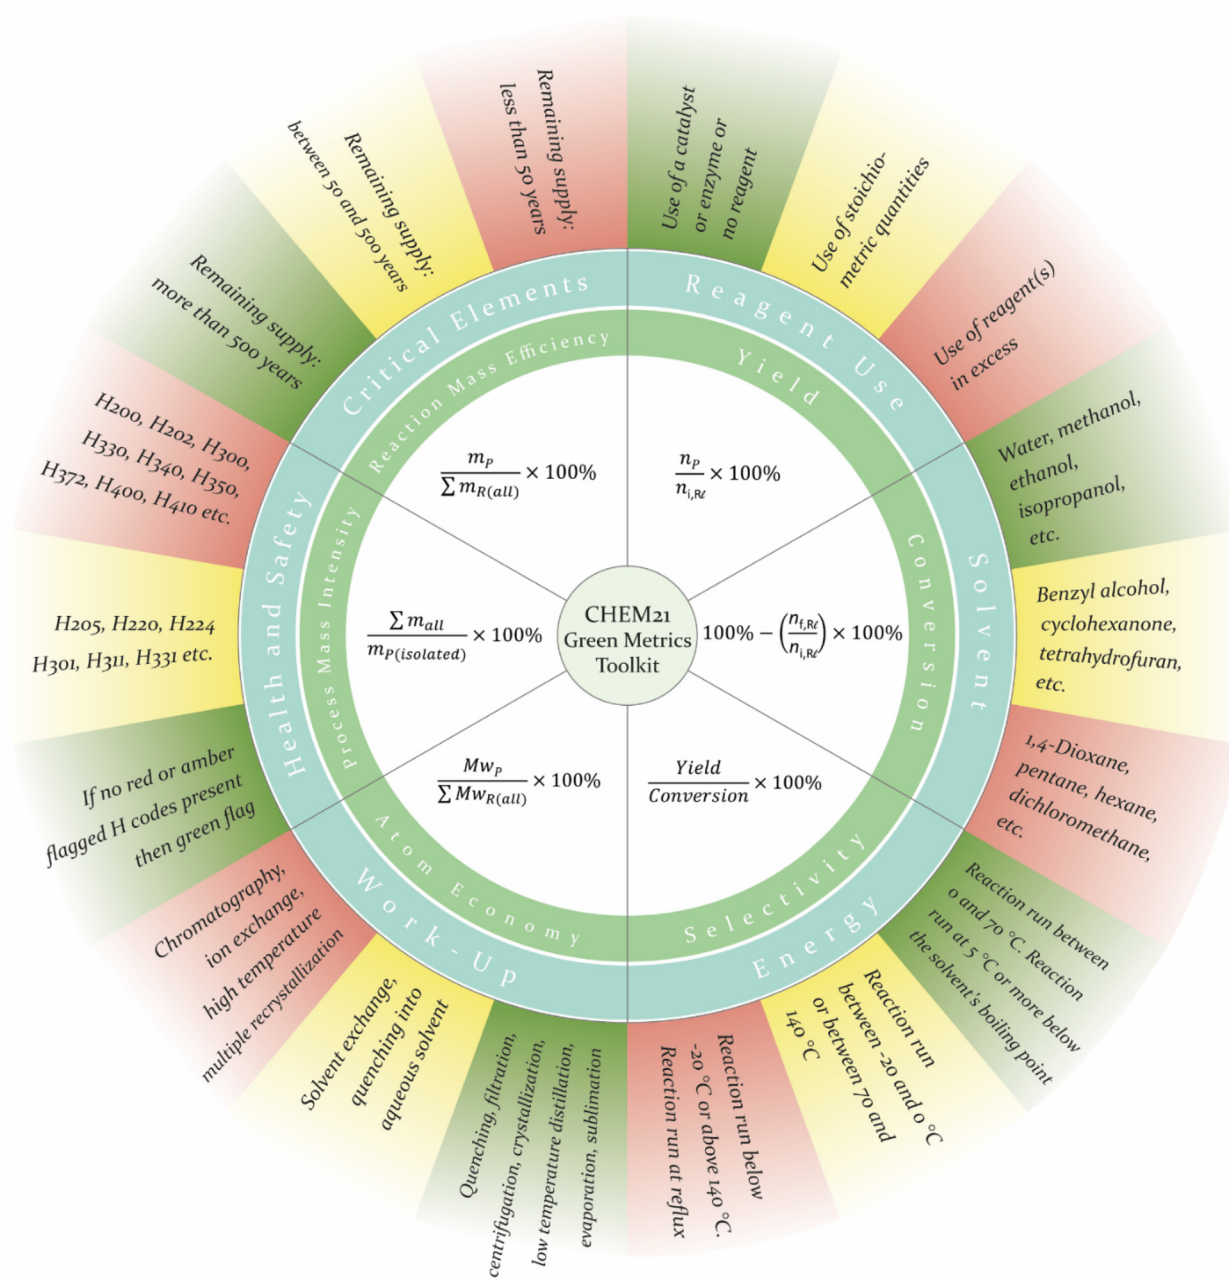 CHEM21
Green Metrics
Toolkit
Reagent Use
Yield
n_P / n_i,Rℓ × 100%
Use of a catalyst
or enzyme or
no reagent
Use of stoichio-
metric quantities
Use of reagent(s)
in excess
Solvent
Conversion
100% − (n_f,Rℓ / n_i,Rℓ) × 100%
Water, methanol,
ethanol,
isopropanol,
etc.
Benzyl alcohol,
cyclohexanone,
tetrahydrofuran,
etc.
1,4-Dioxane,
pentane, hexane,
dichloromethane,
etc.
Energy
Selectivity
Yield / Conversion × 100%
Reaction run between
0 and 70 °C. Reaction
run at 5 °C or more below
the solvent's boiling point
Reaction run
between -20 and 0 °C
or between 70 and
140 °C
Reaction run below
-20 °C or above 140 °C.
Reaction run at reflux
Work-Up
Atom Economy
Mw_P / ∑ Mw_R(all) × 100%
Quenching, filtration,
centrifugation, crystallization,
low temperature distillation,
evaporation, sublimation
Solvent exchange,
quenching into
aqueous solvent
Chromatography,
ion exchange,
high temperature
multiple recrystallization
Health and Safety
Process Mass Intensity
∑ m_all / m_P(isolated) × 100%
If no red or amber
flagged H codes present
then green flag
H205, H220, H224
H301, H311, H331 etc.
H200, H202, H300,
H330, H340, H350,
H372, H400, H410 etc.
Critical Elements
Reaction Mass Efficiency
m_P / ∑ m_R(all) × 100%
Remaining supply:
more than 500 years
Remaining supply:
between 50 and 500 years
Remaining supply:
less than 50 years